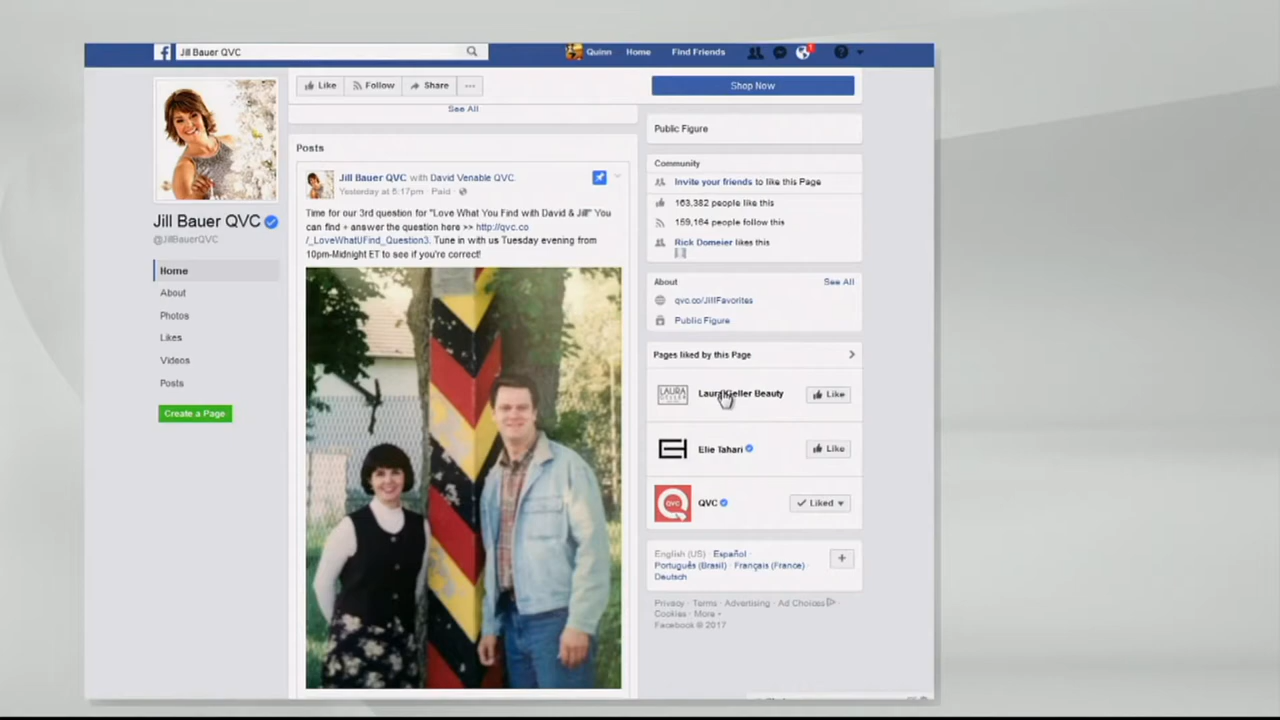 Jill Bauer QVC
Quinn
Home
Find Friends
Like
Follow
Share
Shop Now
See All
Public Figure
Posts
Community
Jill Bauer QVC with David Venable QVC.
Yesterday at 5:17pm · Paid ·
Time for our 3rd question for "Love What You Find with David & Jill!" You
can find + answer the question here >> http://qvc.co
/_LoveWhatUFind_Question3. Tune in with us Tuesday evening from
10pm-Midnight ET to see if you're correct!
Invite your friends to like this Page
163,382 people like this
159,164 people follow this
Rick Domeier likes this
Jill Bauer QVC
@JillBauerQVC
Home
About
Photos
Likes
Videos
Posts
Create a Page
About
See All
qvc.co/JillFavorites
Public Figure
Pages liked by this Page
LAURA
GELLER
Laura Geller Beauty
Like
Elie Tahari
Like
QVC
QVC
Liked
English (US) · Español ·
Português (Brasil) · Français (France) ·
Deutsch
Privacy · Terms · Advertising · Ad Choices ·
Cookies · More
Facebook © 2017